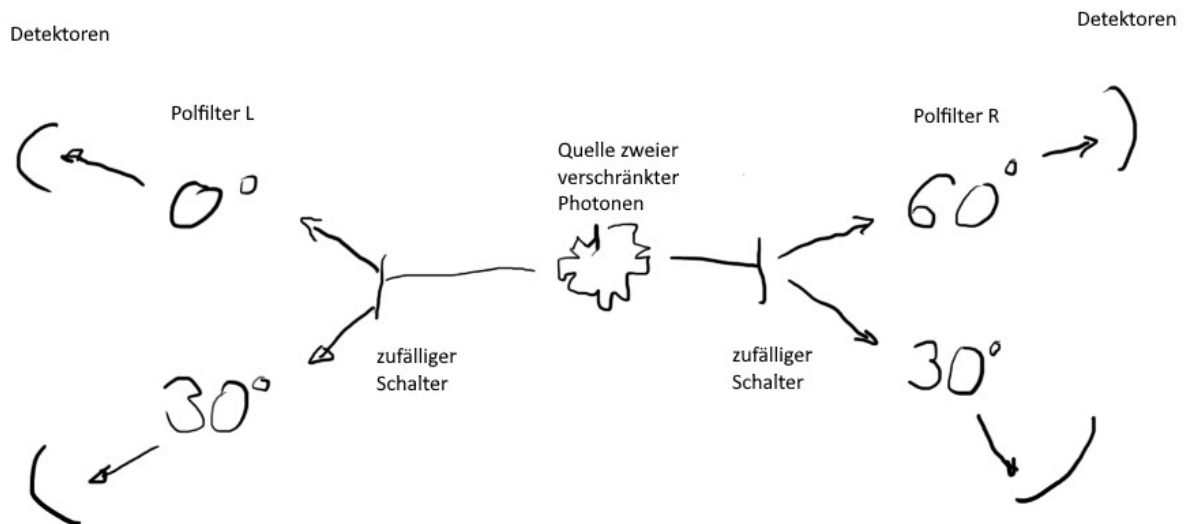 Detektoren
Detektoren
Polfilter L
Polfilter R
Quelle zweier
verschränkter
Photonen
0°
60°
zufälliger
Schalter
zufälliger
Schalter
30°
30°